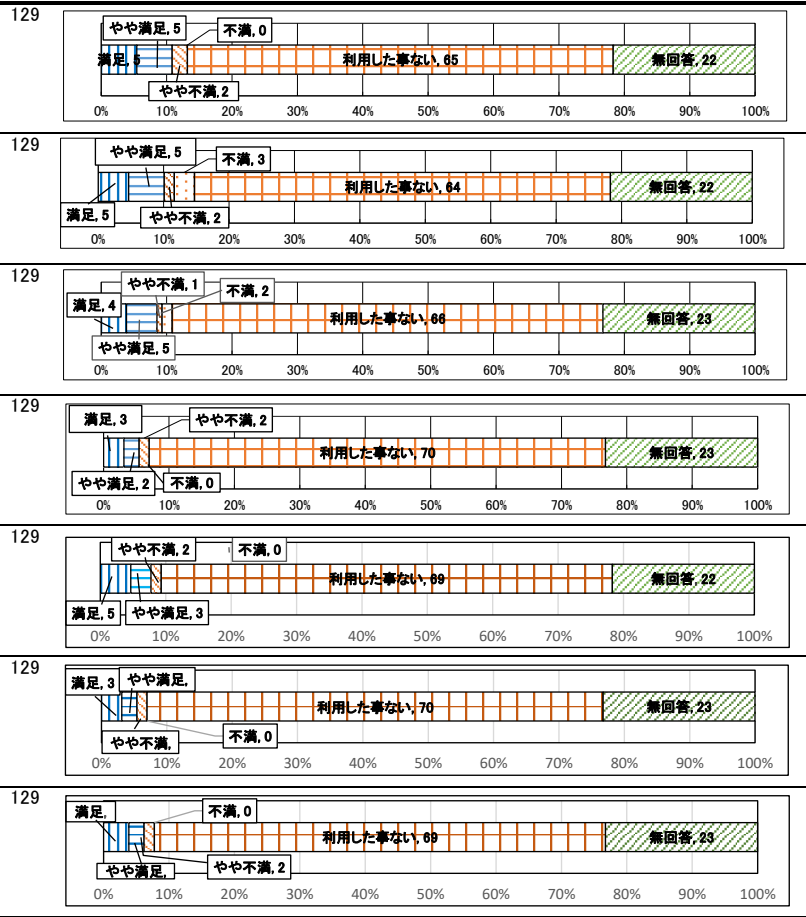 129
やや満足, 5 不満, 0
満足, 5 利用した事ない, 65 無回答, 22
やや不満, 2
0% 10% 20% 30% 40% 50% 60% 70% 80% 90% 100%
129
やや満足, 5 不満, 3
利用した事ない, 64 無回答, 22
満足, 5 やや不満, 2
0% 10% 20% 30% 40% 50% 60% 70% 80% 90% 100%
129
やや不満, 1 不満, 2
満足, 4
利用した事ない, 66 無回答, 23
やや満足, 5
0% 10% 20% 30% 40% 50% 60% 70% 80% 90% 100%
129
満足, 3 やや不満, 2
利用した事ない, 70 無回答, 23
やや満足, 2 不満, 0
0% 10% 20% 30% 40% 50% 60% 70% 80% 90% 100%
129
やや不満, 2 不満, 0
利用した事ない, 69 無回答, 22
満足, 5 やや満足, 3
0% 10% 20% 30% 40% 50% 60% 70% 80% 90% 100%
129
満足, 3 やや満足,
利用した事ない, 70 無回答, 23
やや不満, 不満, 0
0% 10% 20% 30% 40% 50% 60% 70% 80% 90% 100%
129
満足, 不満, 0
利用した事ない, 69 無回答, 23
やや満足, やや不満, 2
0% 10% 20% 30% 40% 50% 60% 70% 80% 90% 100%